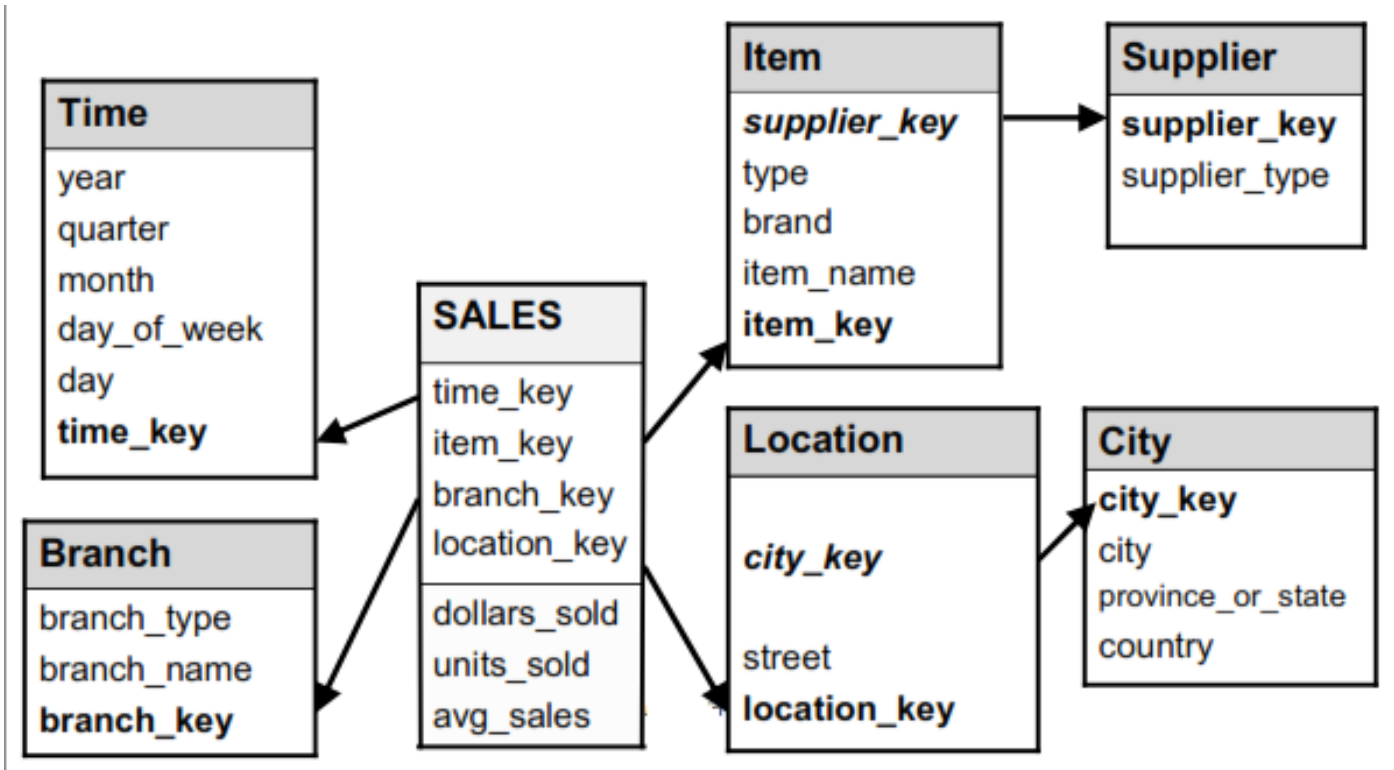 Time
year
quarter
month
day_of_week
day
time_key
Branch
branch_type
branch_name
branch_key
SALES
time_key
item_key
branch_key
location_key
dollars_sold
units_sold
avg_sales
Item
supplier_key
type
brand
item_name
item_key
Supplier
supplier_key
supplier_type
Location
city_key
street
location_key
City
city_key
city
province_or_state
country